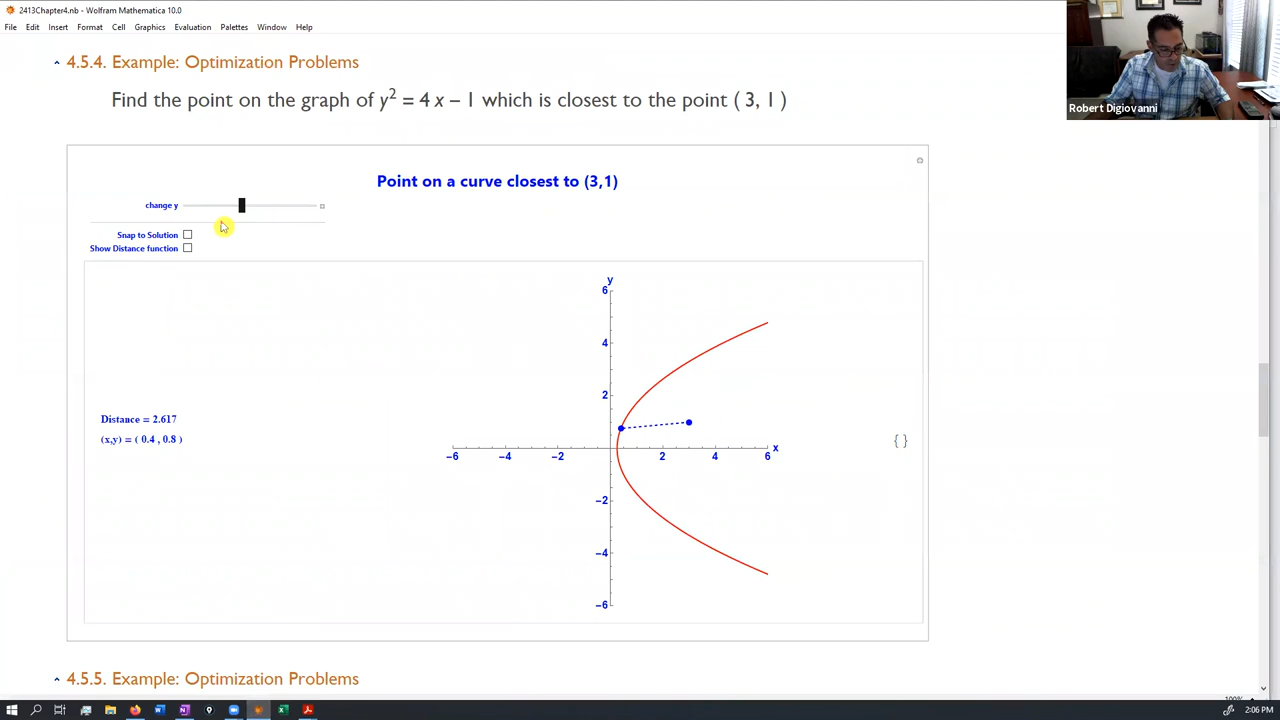 2413Chapter4.nb - Wolfram Mathematica 10.0
File Edit Insert Format Cell Graphics Evaluation Palettes Window Help
Robert Digiovanni
4.5.4. Example: Optimization Problems
Find the point on the graph of y² = 4 x – 1 which is closest to the point ( 3, 1 )
Point on a curve closest to (3,1)
change y
Snap to Solution
Show Distance function
y
6
4
2
-2
-4
-6
-6 -4 -2 2 4 6 x
Distance = 2.617
(x,y) = ( 0.4 , 0.8 )
{ }
4.5.5. Example: Optimization Problems
100%
2:06 PM